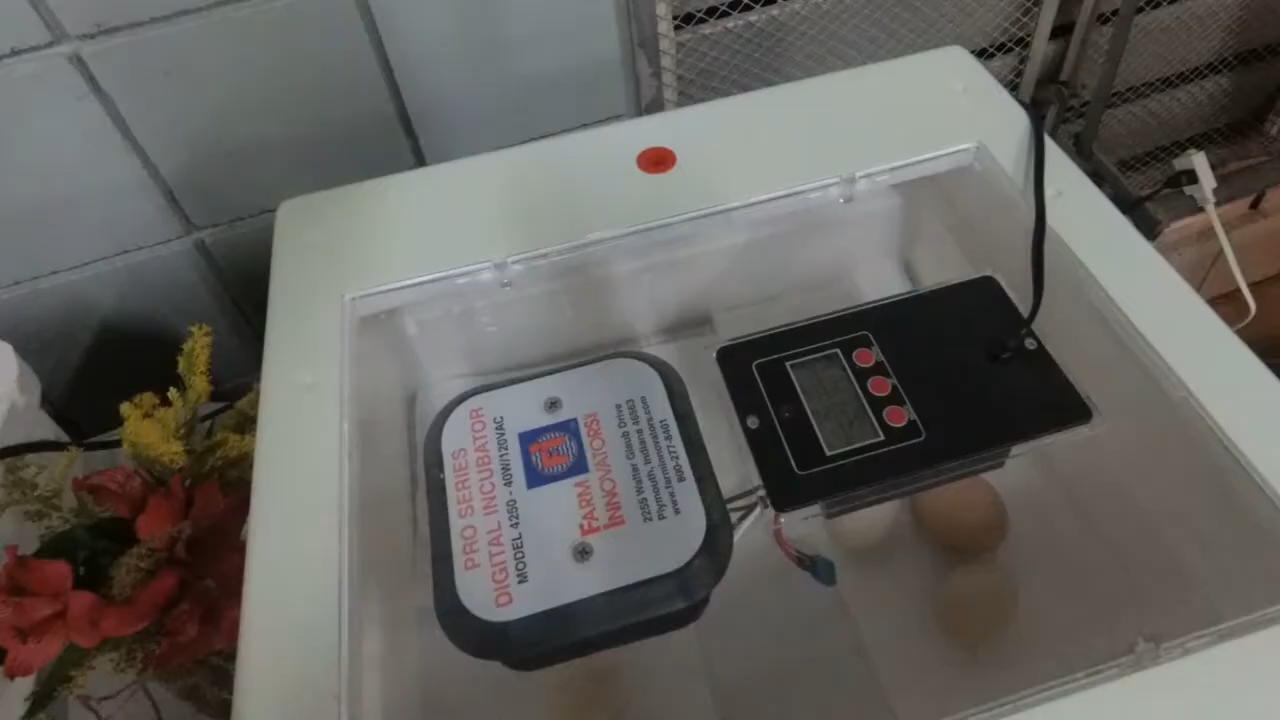 PRO SERIES
DIGITAL INCUBATOR
MODEL 4250 - 40W/120VAC
FI
FARM
INNOVATORS!
2255 Walter Glaub Drive
Plymouth, Indiana 46563
www.farminnovators.com
800-277-8401